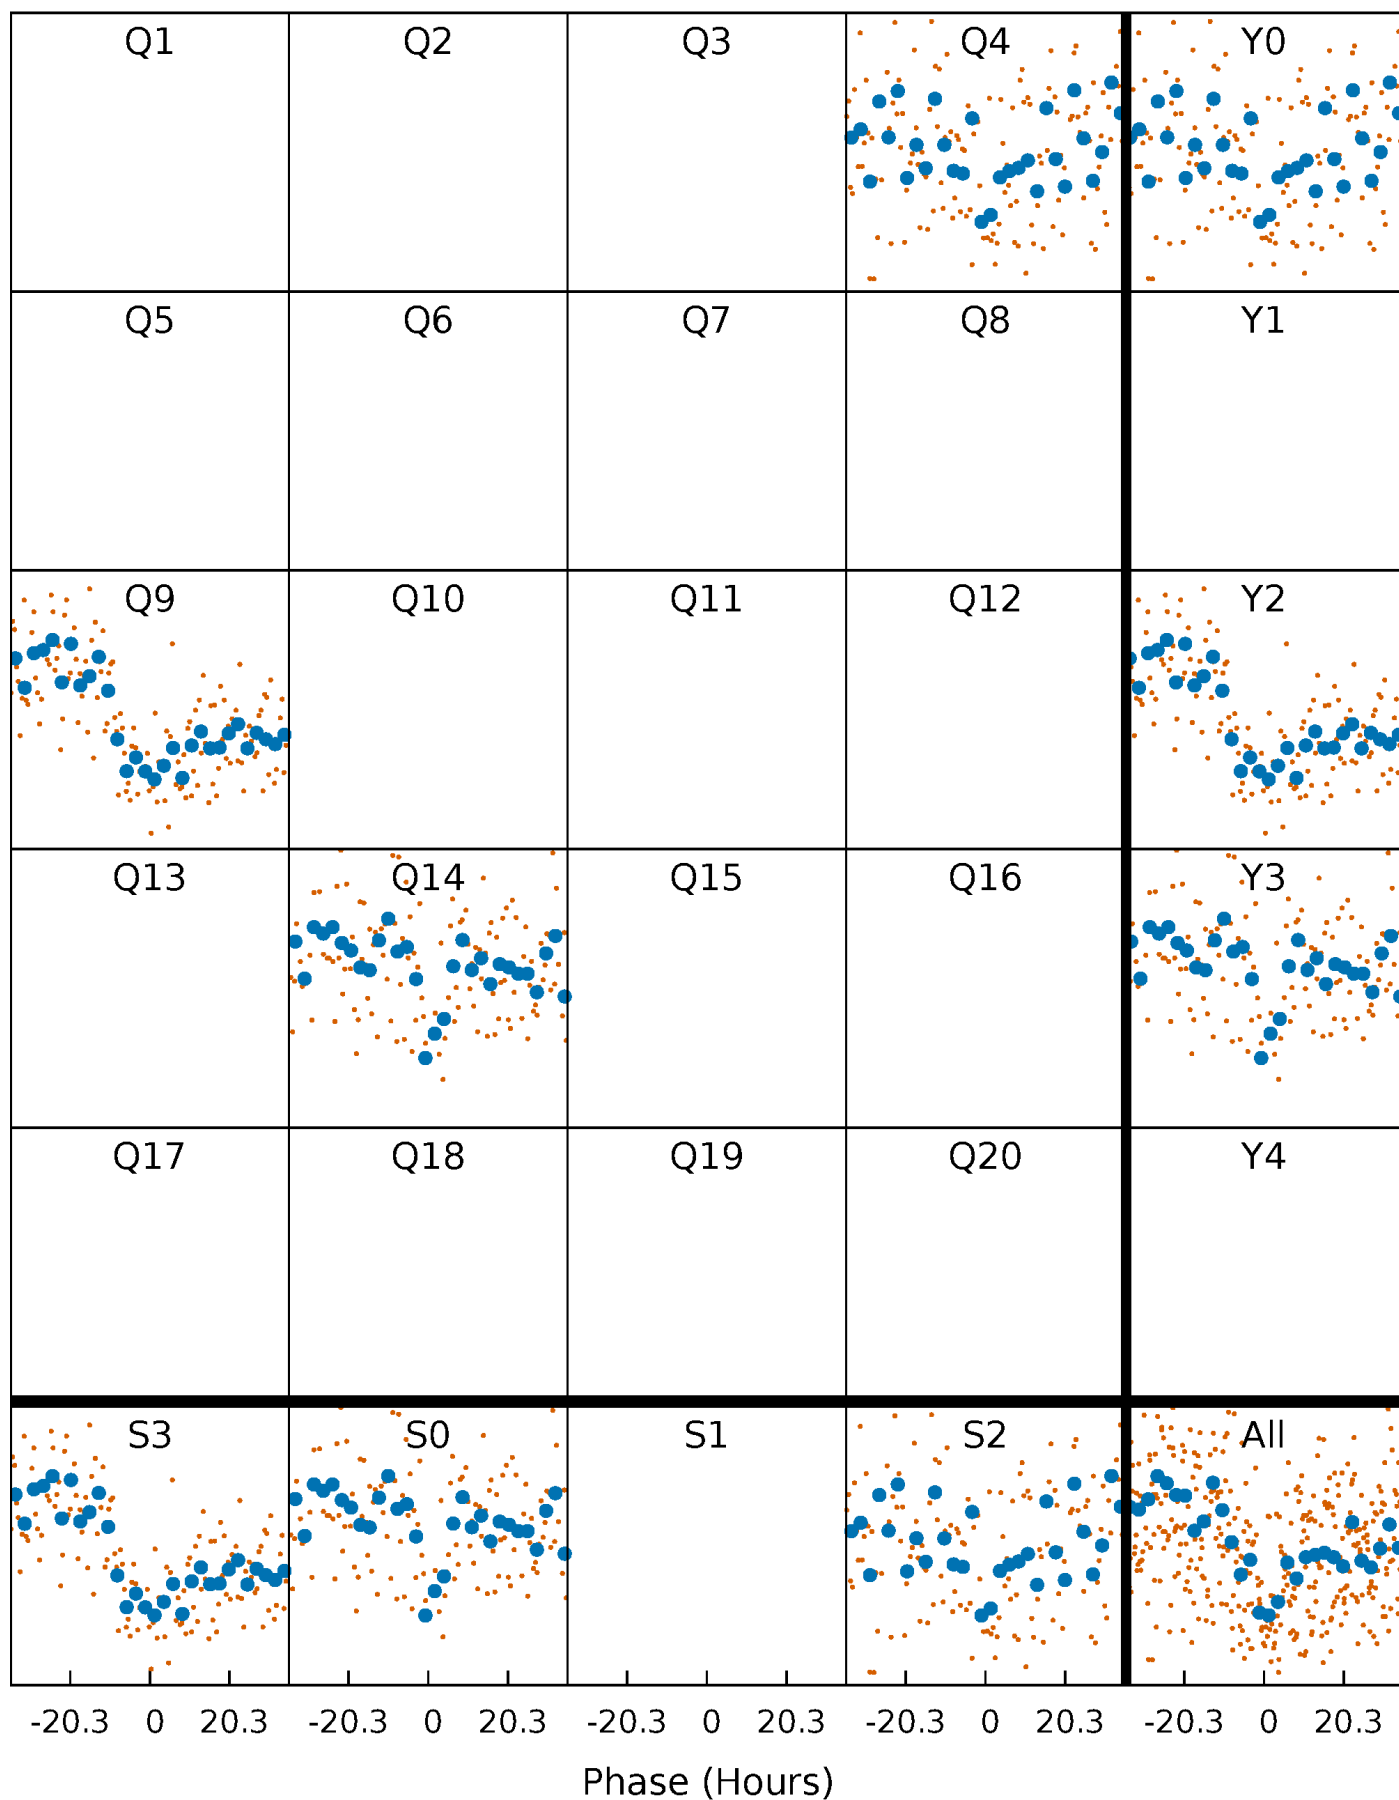 Q1 Q2 Q3 Q4 Y0
Q5 Q6 Q7 Q8 Y1
Q9 Q10 Q11 Q12 Y2
Q13 Q14 Q15 Q16 Y3
Q17 Q18 Q19 Q20 Y4
S3 S0 S1 S2 All
-20.3 0 20.3 -20.3 0 20.3 -20.3 0 20.3 -20.3 0 20.3 -20.3 0 20.3
Phase (Hours)